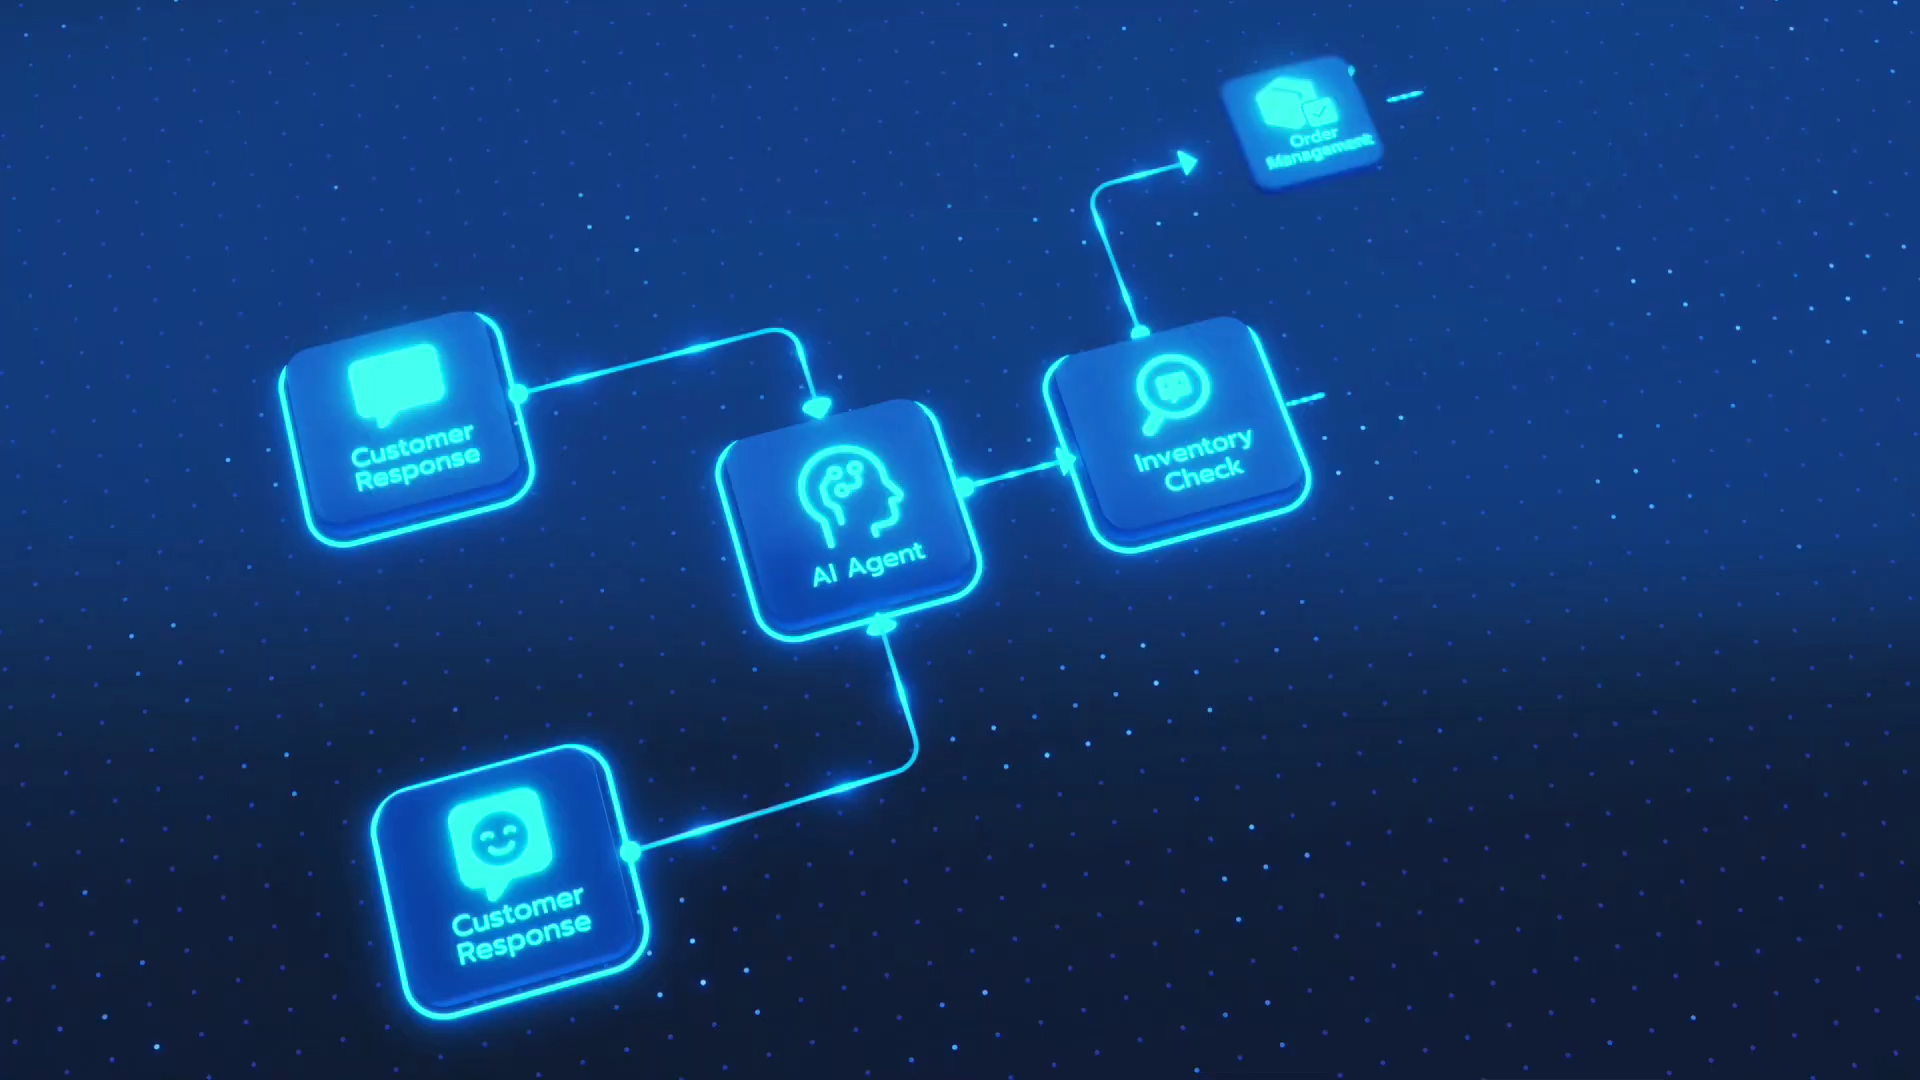 Order
Management
Customer
Response
AI Agent
Inventory
Check
Customer
Response